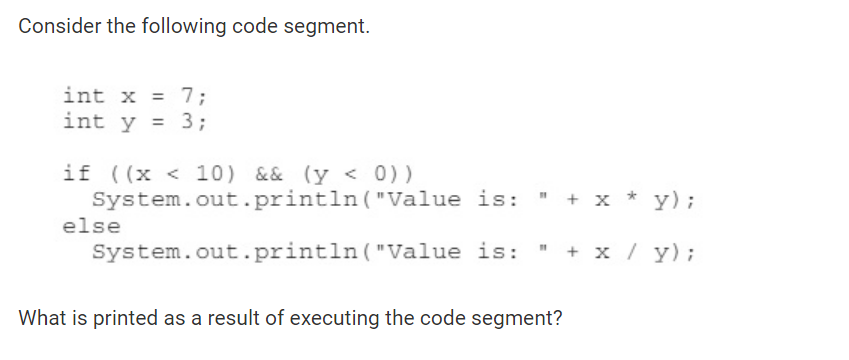 Consider the following code segment.
int x = 7;
int y = 3;
if ((x < 10) && (y < 0))
System.out.println("Value is: " + x * y);
else
System.out.println("Value is: " + x / y);
What is printed as a result of executing the code segment?